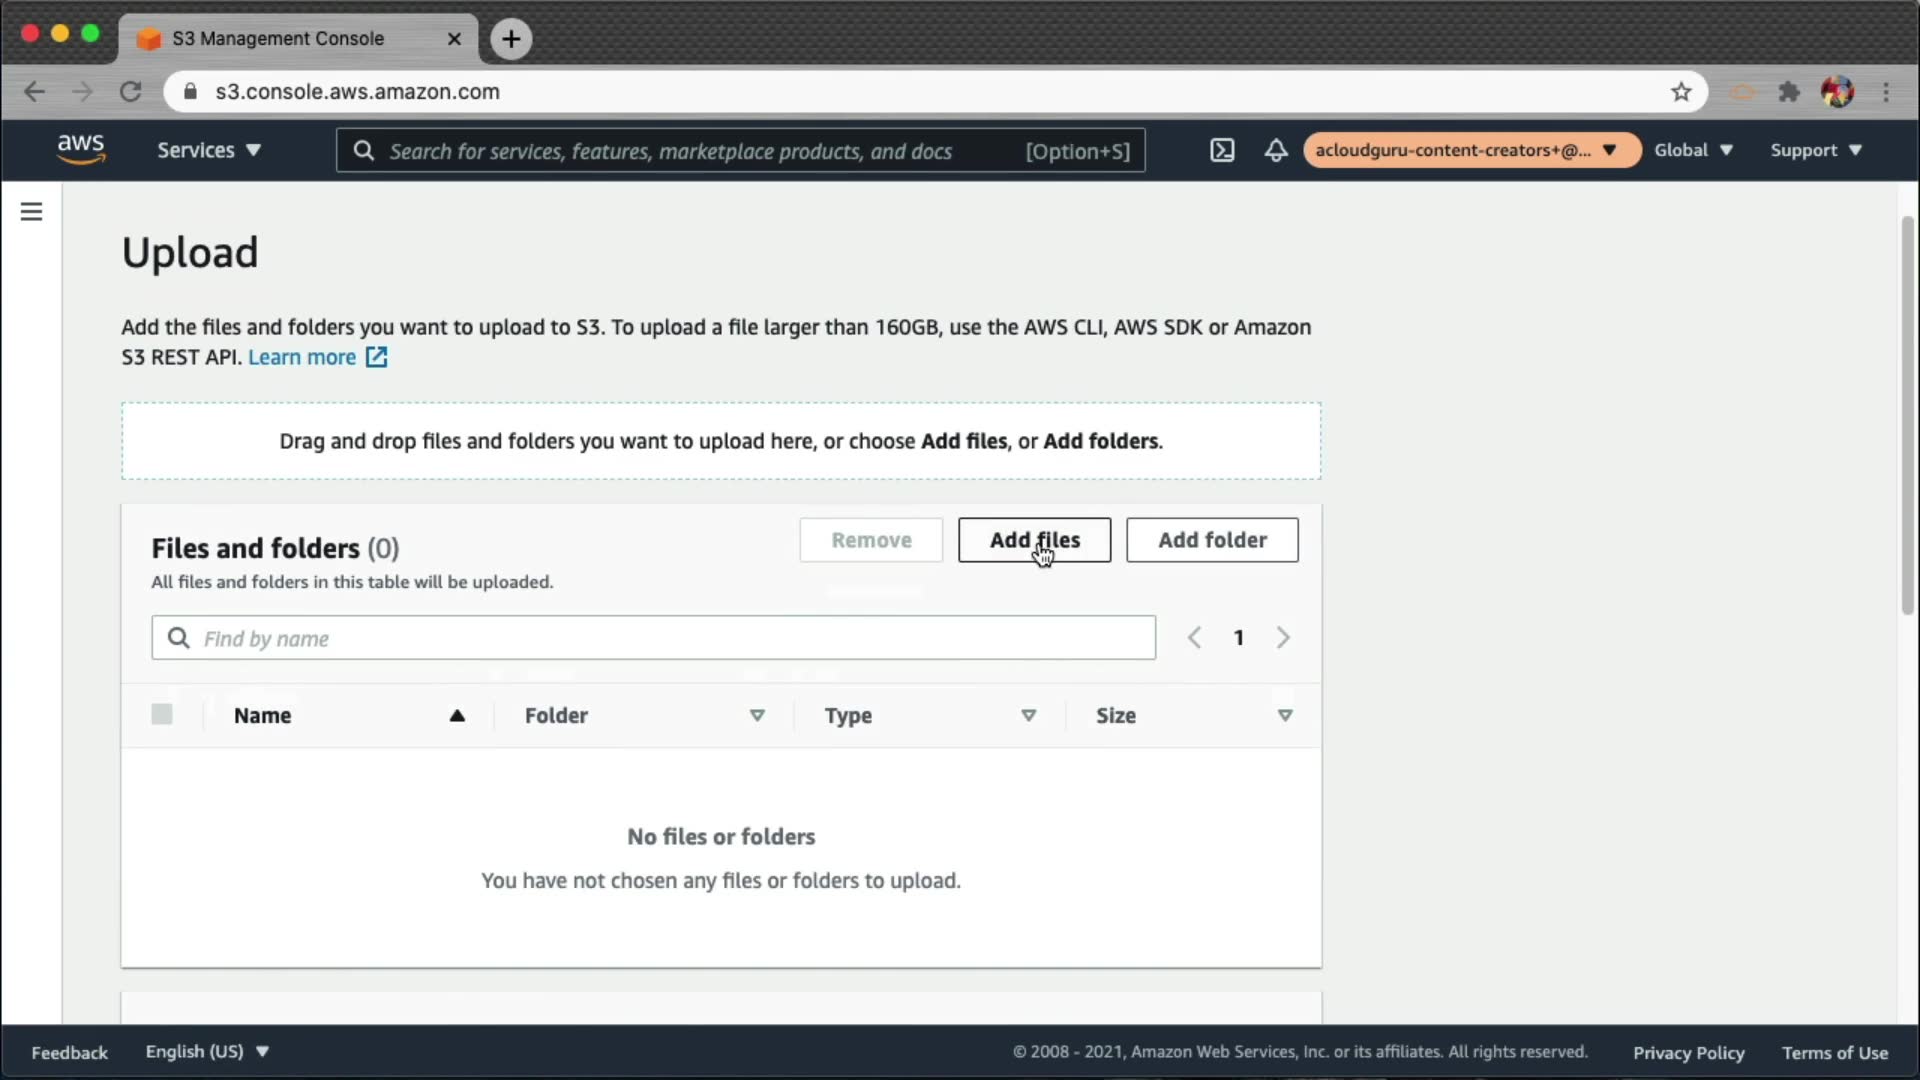 S3 Management Console
s3.console.aws.amazon.com
aws
Services
Search for services, features, marketplace products, and docs
[Option+S]
acloudguru-content-creators+@...
Global
Support
Upload
Add the files and folders you want to upload to S3. To upload a file larger than 160GB, use the AWS CLI, AWS SDK or Amazon
S3 REST API. Learn more
Drag and drop files and folders you want to upload here, or choose Add files, or Add folders.
Files and folders (0)
Remove
Add files
Add folder
All files and folders in this table will be uploaded.
Find by name
1
Name
Folder
Type
Size
No files or folders
You have not chosen any files or folders to upload.
Feedback
English (US)
© 2008 - 2021, Amazon Web Services, Inc. or its affiliates. All rights reserved.
Privacy Policy
Terms of Use